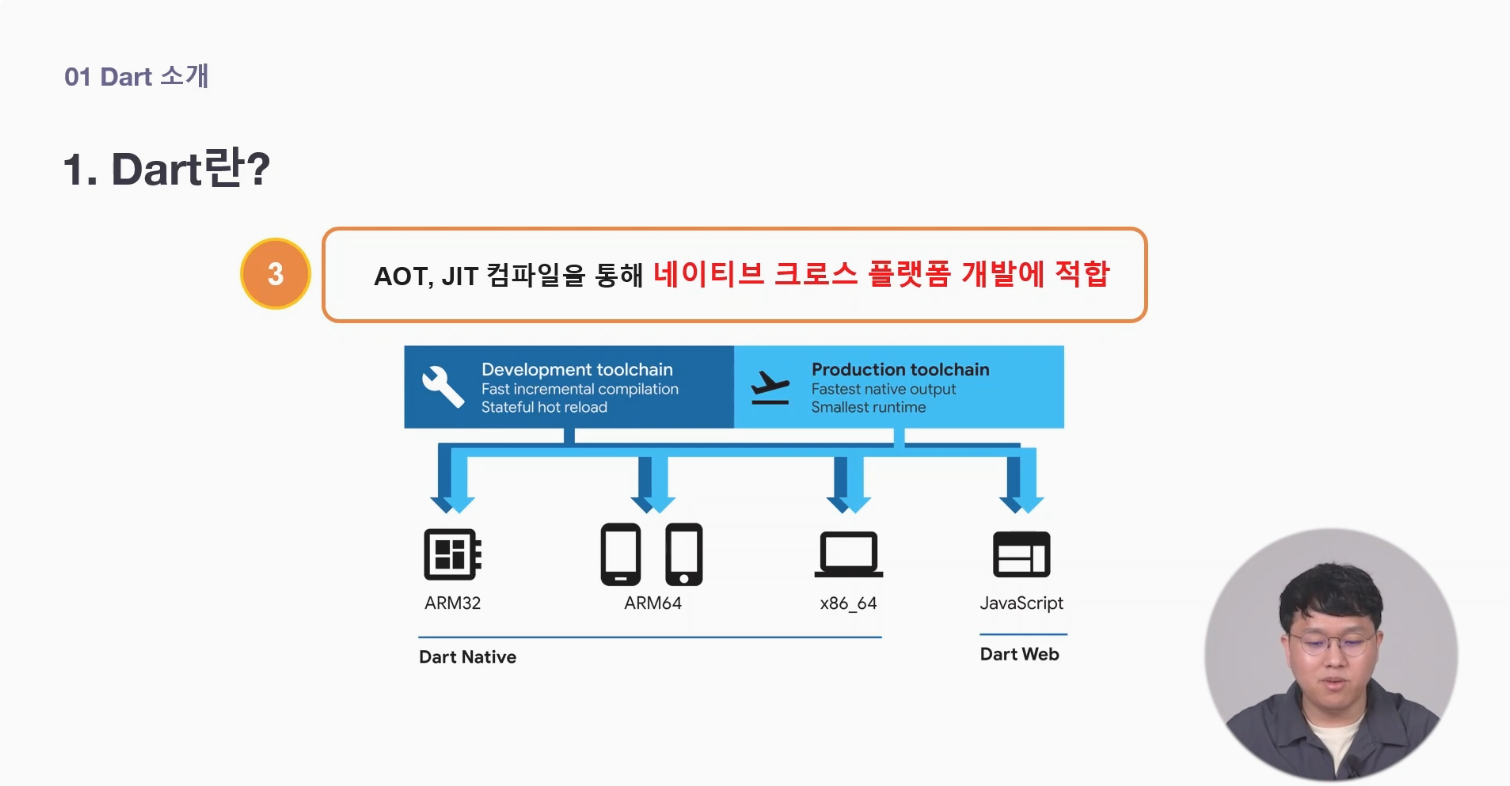 01 Dart 소개
1. Dart란?
3
AOT, JIT 컴파일을 통해 네이티브 크로스 플랫폼 개발에 적합
Development toolchain
Fast incremental compilation
Stateful hot reload
Production toolchain
Fastest native output
Smallest runtime
ARM32
ARM64
x86_64
JavaScript
Dart Native
Dart Web